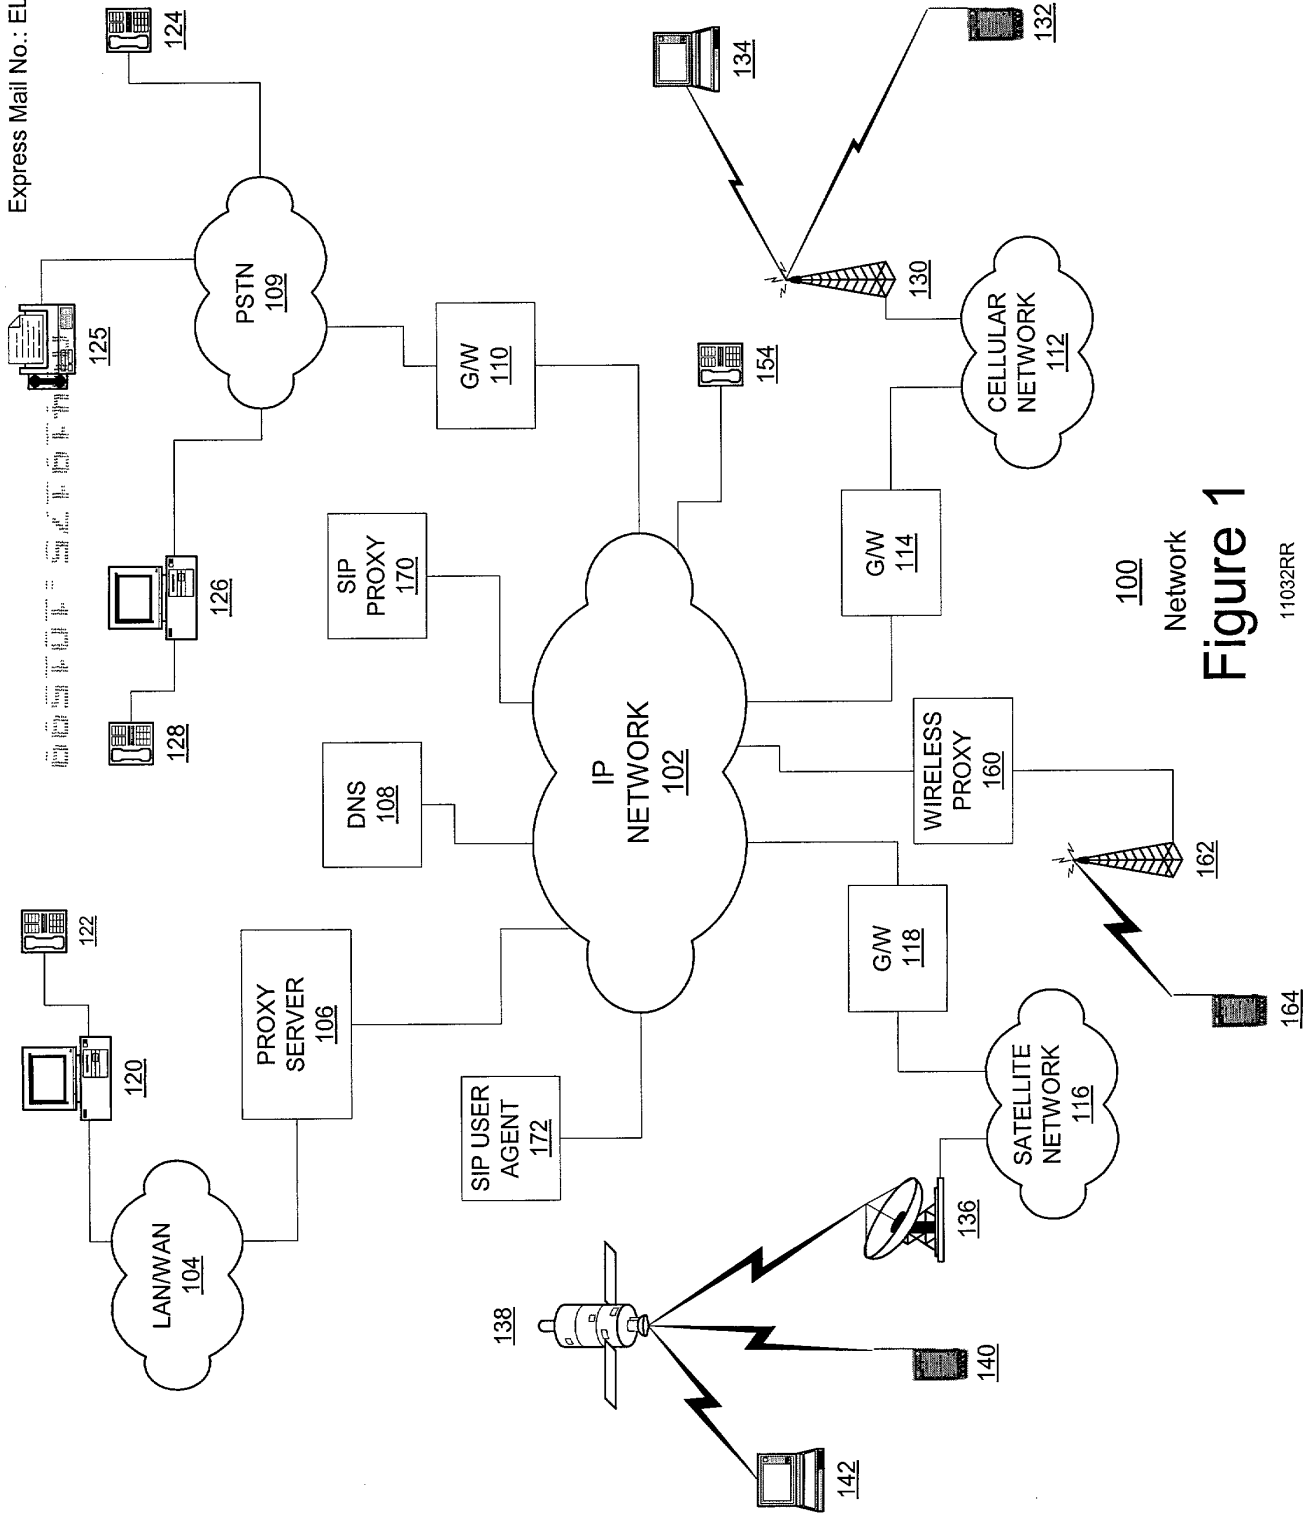 Express Mail No.: EL
LAN/WAN
104
120
122
PROXY
SERVER
106
DNS
108
SIP
PROXY
170
128
126
125
124
PSTN
109
G/W
110
SIP USER
AGENT
172
IP
NETWORK
102
154
134
132
130
138
142
140
136
SATELLITE
NETWORK
116
G/W
118
WIRELESS
PROXY
160
162
164
G/W
114
CELLULAR
NETWORK
112
100
Network
Figure 1
11032RR